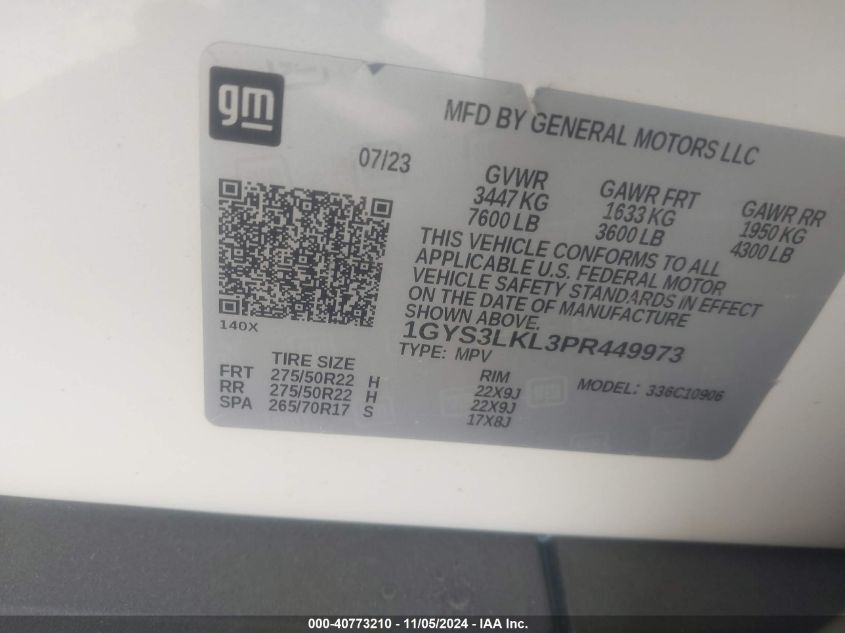 gm
MFD BY GENERAL MOTORS LLC
07/23
GVWR
3447 KG
7600 LB
GAWR FRT
1633 KG
3600 LB
GAWR RR
1950 KG
4300 LB
THIS VEHICLE CONFORMS TO ALL
APPLICABLE U.S. FEDERAL MOTOR
VEHICLE SAFETY STANDARDS IN EFFECT
ON THE DATE OF MANUFACTURE
SHOWN ABOVE.
140X
1GYS3LKL3PR449973
TYPE: MPV
MODEL: 336C10906
TIRE SIZE
RIM
FRT 275/50R22 H 22X9J
RR 275/50R22 H 22X9J
SPA 265/70R17 S 17X8J
000-40773210 - 11/05/2024 - IAA Inc.